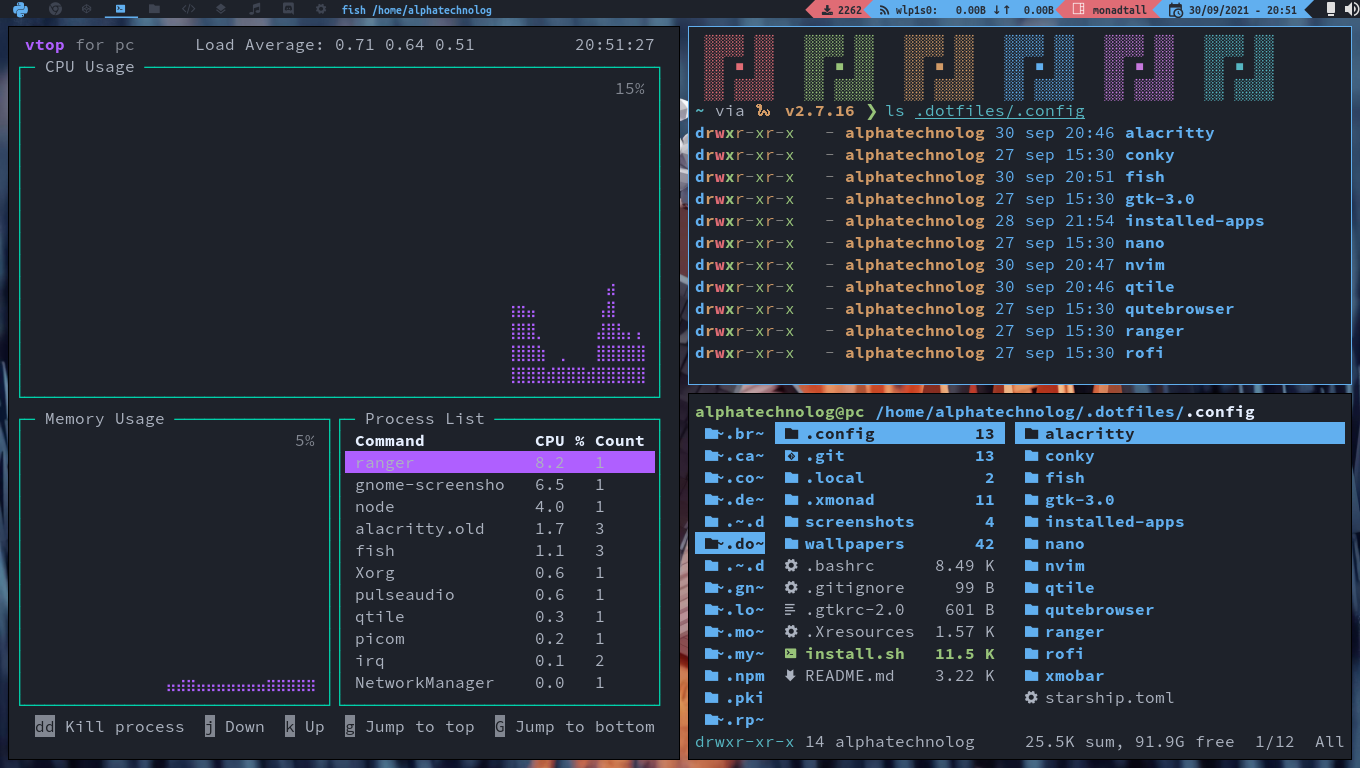 fish /home/alphatechnolog
2262
wlp1s0: 0.00B ↓↑ 0.00B
monadtall
30/09/2021 - 20:51
vtop for pc Load Average: 0.71 0.64 0.51 20:51:27
CPU Usage
15%
Memory Usage
5%
Process List
Command CPU % Count
ranger 8.2 1
gnome-screensho 6.5 1
node 4.0 1
alacritty.old 1.7 3
fish 1.1 3
Xorg 0.6 1
pulseaudio 0.6 1
qtile 0.3 1
picom 0.2 1
irq 0.1 2
NetworkManager 0.0 1
dd Kill process j Down k Up g Jump to top G Jump to bottom
~ via 🐍 v2.7.16 ❯ ls .dotfiles/.config
drwxr-xr-x - alphatechnolog 30 sep 20:46 alacritty
drwxr-xr-x - alphatechnolog 27 sep 15:30 conky
drwxr-xr-x - alphatechnolog 30 sep 20:51 fish
drwxr-xr-x - alphatechnolog 27 sep 15:30 gtk-3.0
drwxr-xr-x - alphatechnolog 28 sep 21:54 installed-apps
drwxr-xr-x - alphatechnolog 27 sep 15:30 nano
drwxr-xr-x - alphatechnolog 30 sep 20:47 nvim
drwxr-xr-x - alphatechnolog 30 sep 20:46 qtile
drwxr-xr-x - alphatechnolog 27 sep 15:30 qutebrowser
drwxr-xr-x - alphatechnolog 27 sep 15:30 ranger
drwxr-xr-x - alphatechnolog 27 sep 15:30 rofi
alphatechnolog@pc /home/alphatechnolog/.dotfiles/.config
~.br~ .config 13 alacritty
~.ca~ .git 13 conky
~.co~ .local 2 fish
~.de~ .xmonad 11 gtk-3.0
.~.d screenshots 4 installed-apps
~.do~ wallpapers 42 nano
.~.d .bashrc 8.49 K nvim
~.gn~ .gitignore 99 B qtile
~.lo~ .gtkrc-2.0 601 B qutebrowser
~.mo~ .Xresources 1.57 K ranger
~.my~ install.sh 11.5 K rofi
.npm README.md 3.22 K xmobar
.pki starship.toml
~.rp~
drwxr-xr-x 14 alphatechnolog 25.5K sum, 91.9G free 1/12 All